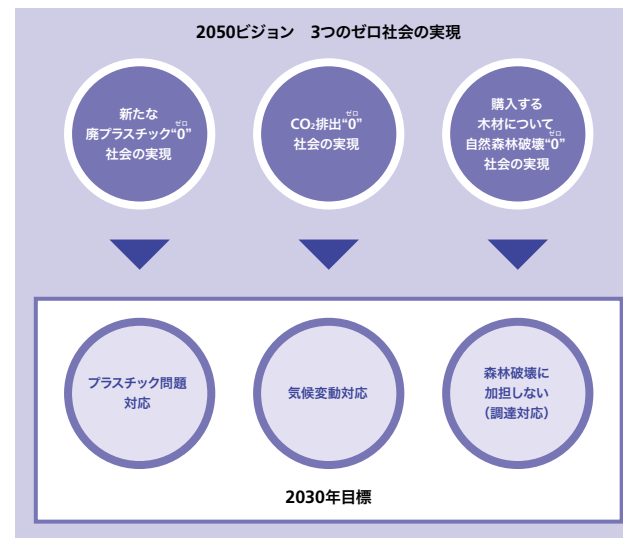 2050ビジョン　3つのゼロ社会の実現
新たな
廃プラスチック“0”
ゼロ
社会の実現
CO₂排出“0”
ゼロ
社会の実現
購入する
木材について
自然森林破壊“0”
ゼロ
社会の実現
プラスチック問題
対応
気候変動対応
森林破壊に
加担しない
（調達対応）
2030年目標